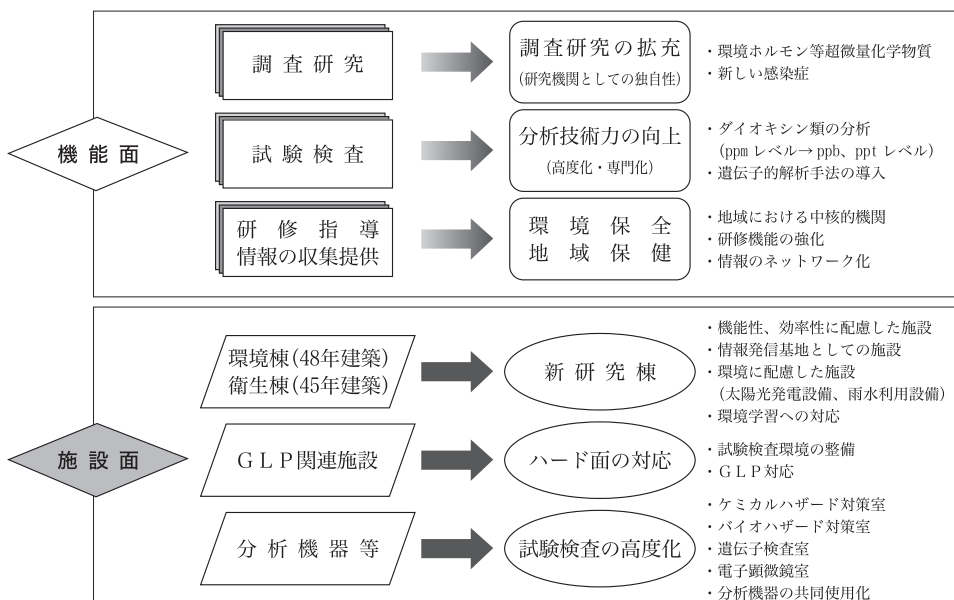 機能面
調査研究
調査研究の拡充
(研究機関としての独自性)
・環境ホルモン等超微量化学物質
・新しい感染症
試験検査
分析技術力の向上
(高度化・専門化)
・ダイオキシン類の分析
(ppm レベル→ ppb、ppt レベル)
・遺伝子的解析手法の導入
研修指導
情報の収集提供
環境保全
地域保健
・地域における中核的機関
・研修機能の強化
・情報のネットワーク化
施設面
環境棟(48年建築)
衛生棟(45年建築)
新研究棟
・機能性、効率性に配慮した施設
・情報発信基地としての施設
・環境に配慮した施設
(太陽光発電設備、雨水利用設備)
・環境学習への対応
GLP関連施設
ハード面の対応
・試験検査環境の整備
・GLP対応
分析機器等
試験検査の高度化
・ケミカルハザード対策室
・バイオハザード対策室
・遺伝子検査室
・電子顕微鏡室
・分析機器の共同使用化